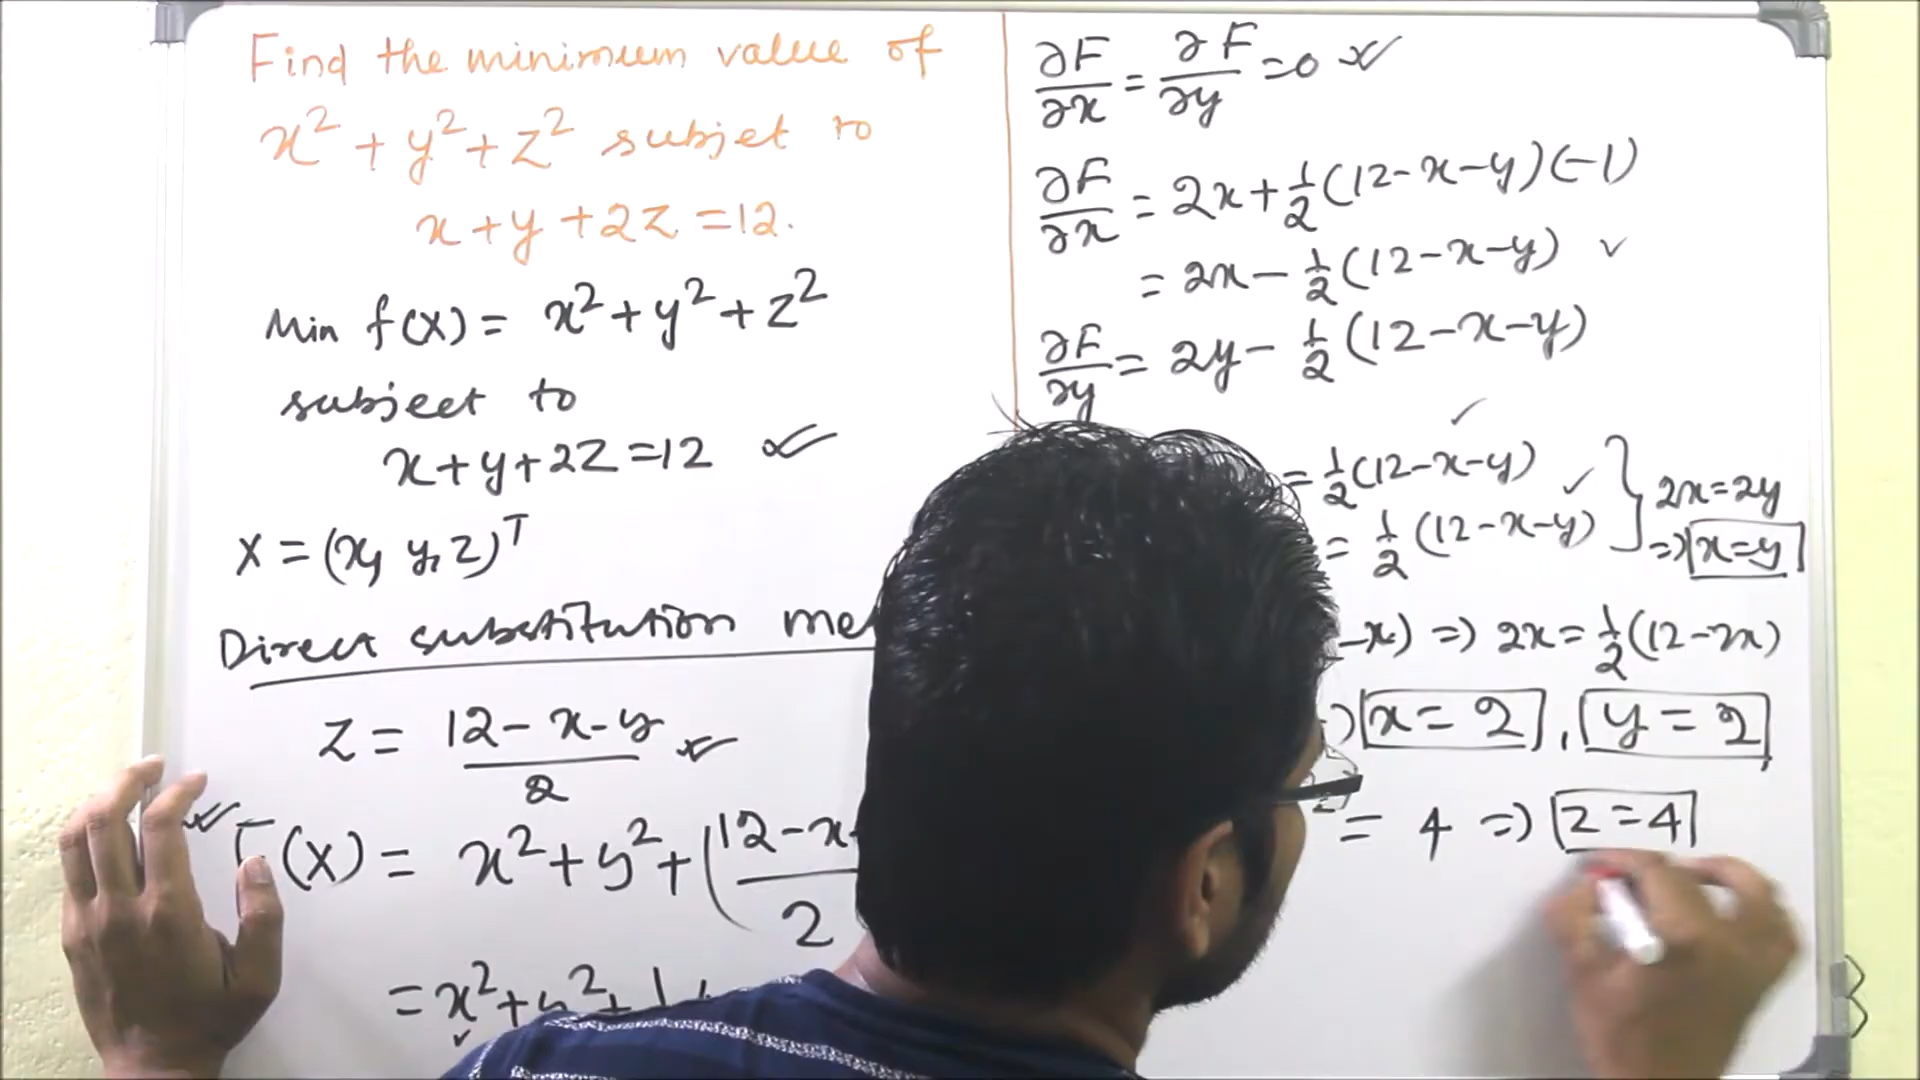 Find the minimum value of
x² + y² + z² subjet to
x + y + 2z = 12.
Min f(X) = x² + y² + z²
subject to
x + y + 2z = 12
X = (x, y, z)ᵀ
Direct substitution
z = (12 - x - y)/2
(X) = x² + y² + (12 - x
2
= x² + y² +
∂F/∂x = ∂F/∂y = 0
∂F/∂x = 2x + ½(12 - x - y)(-1)
= 2x - ½(12 - x - y)
∂F/∂y = 2y - ½(12 - x - y)
= ½(12 - x - y)
= ½(12 - x - y)
2x = 2y
⇒ x = y
- x) ⇒ 2x = ½(12 - 2x)
x = 2, y = 2
= 4 ⇒ z = 4